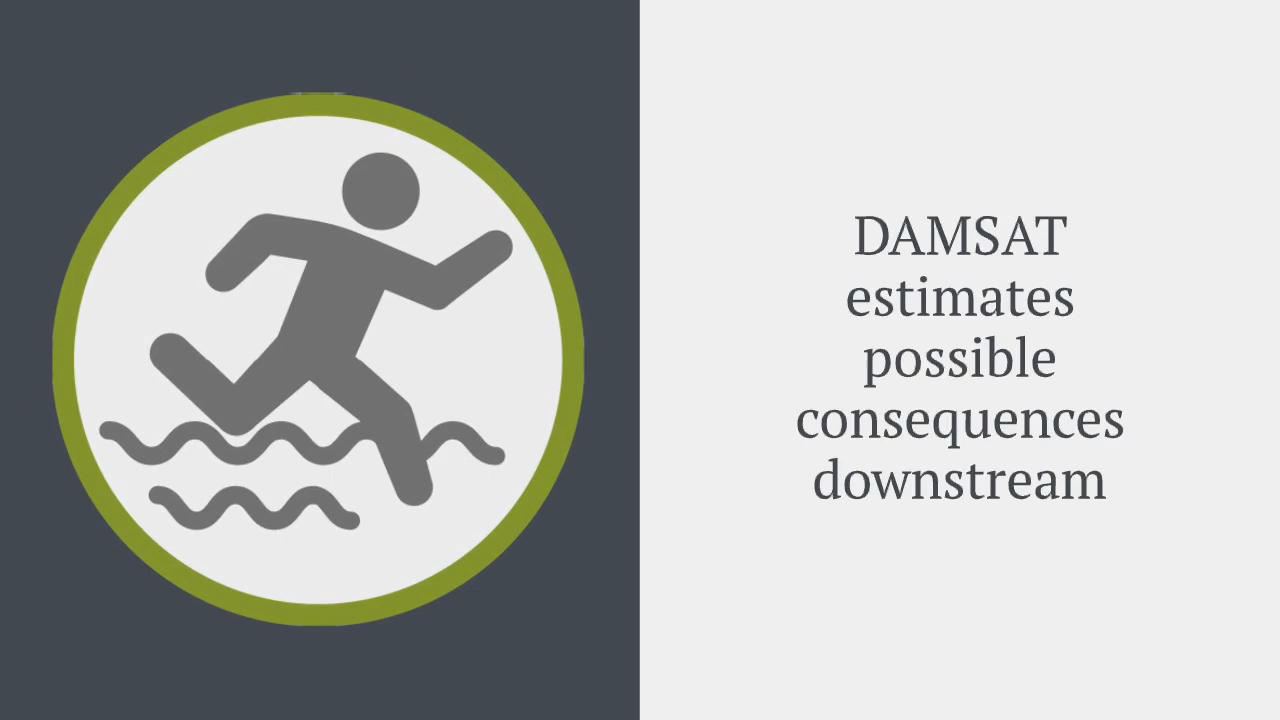 DAMSAT
estimates
possible
consequences
downstream